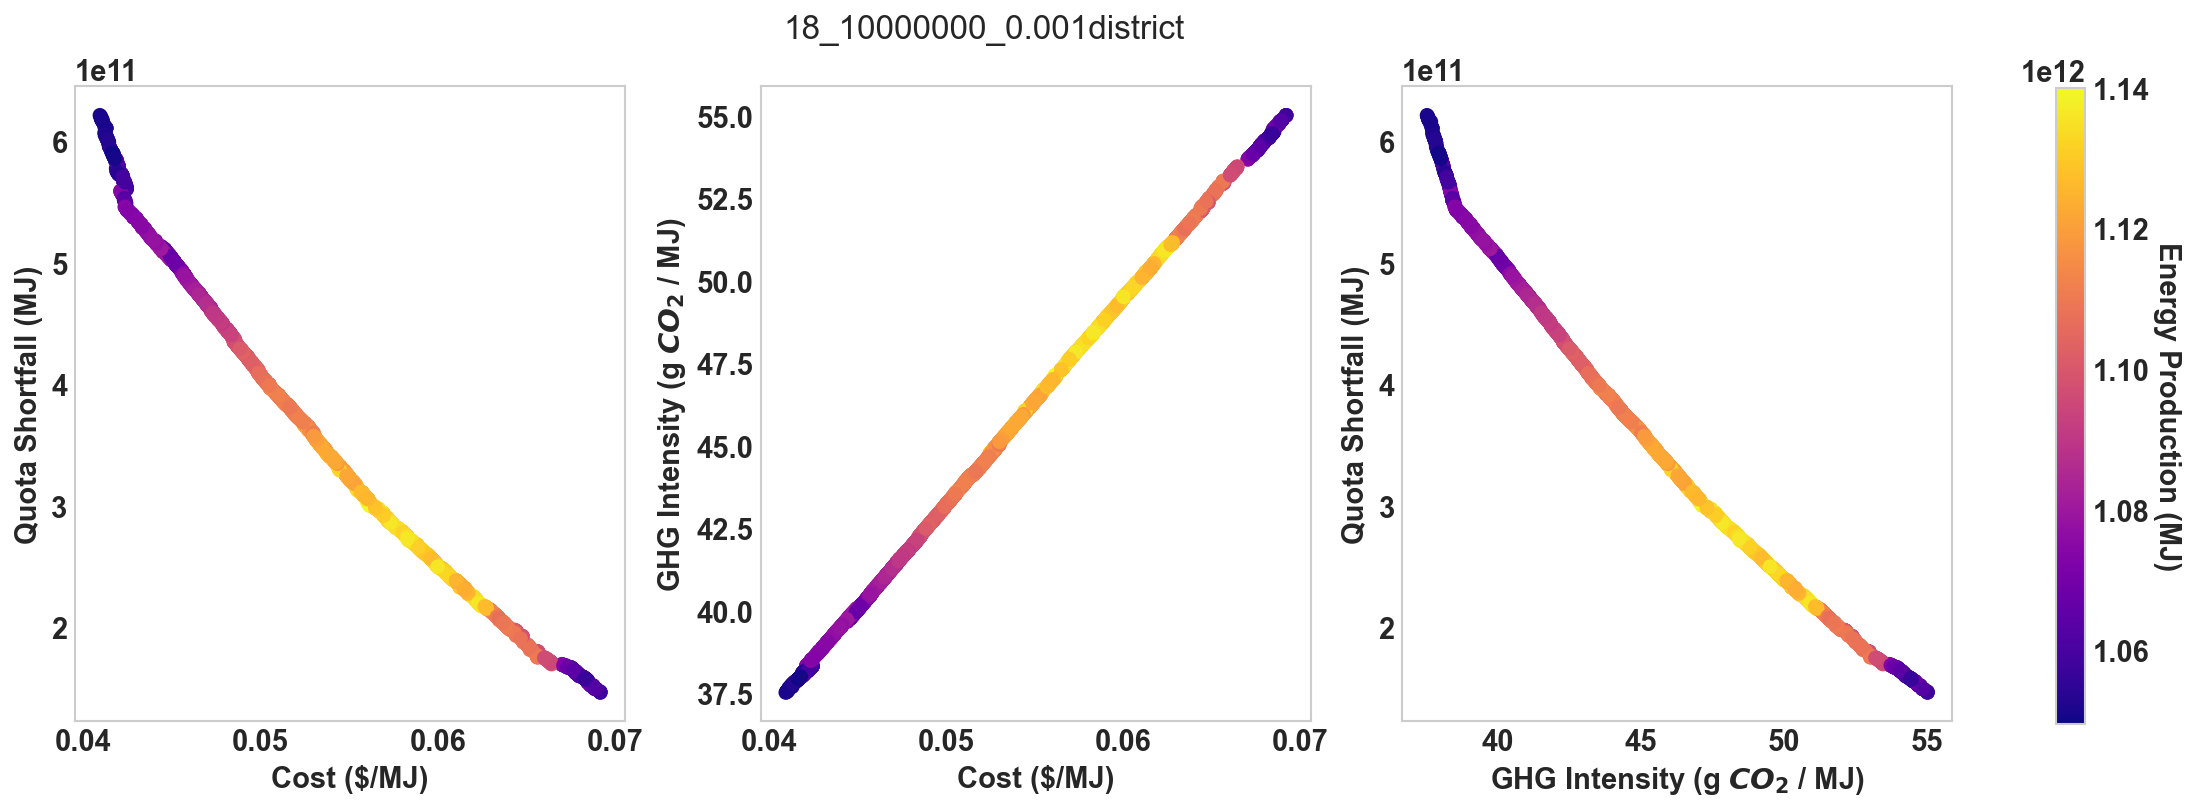 18_10000000_0.001district
1e11
6
5
4
3
2
Quota Shortfall (MJ)
0.04 0.05 0.06 0.07
Cost ($/MJ)
55.0
52.5
50.0
47.5
45.0
42.5
40.0
37.5
GHG Intensity (g CO₂ / MJ)
0.04 0.05 0.06 0.07
Cost ($/MJ)
1e11
6
5
4
3
2
Quota Shortfall (MJ)
40 45 50 55
GHG Intensity (g CO₂ / MJ)
1e12
1.14
1.12
1.10
1.08
1.06
Energy Production (MJ)